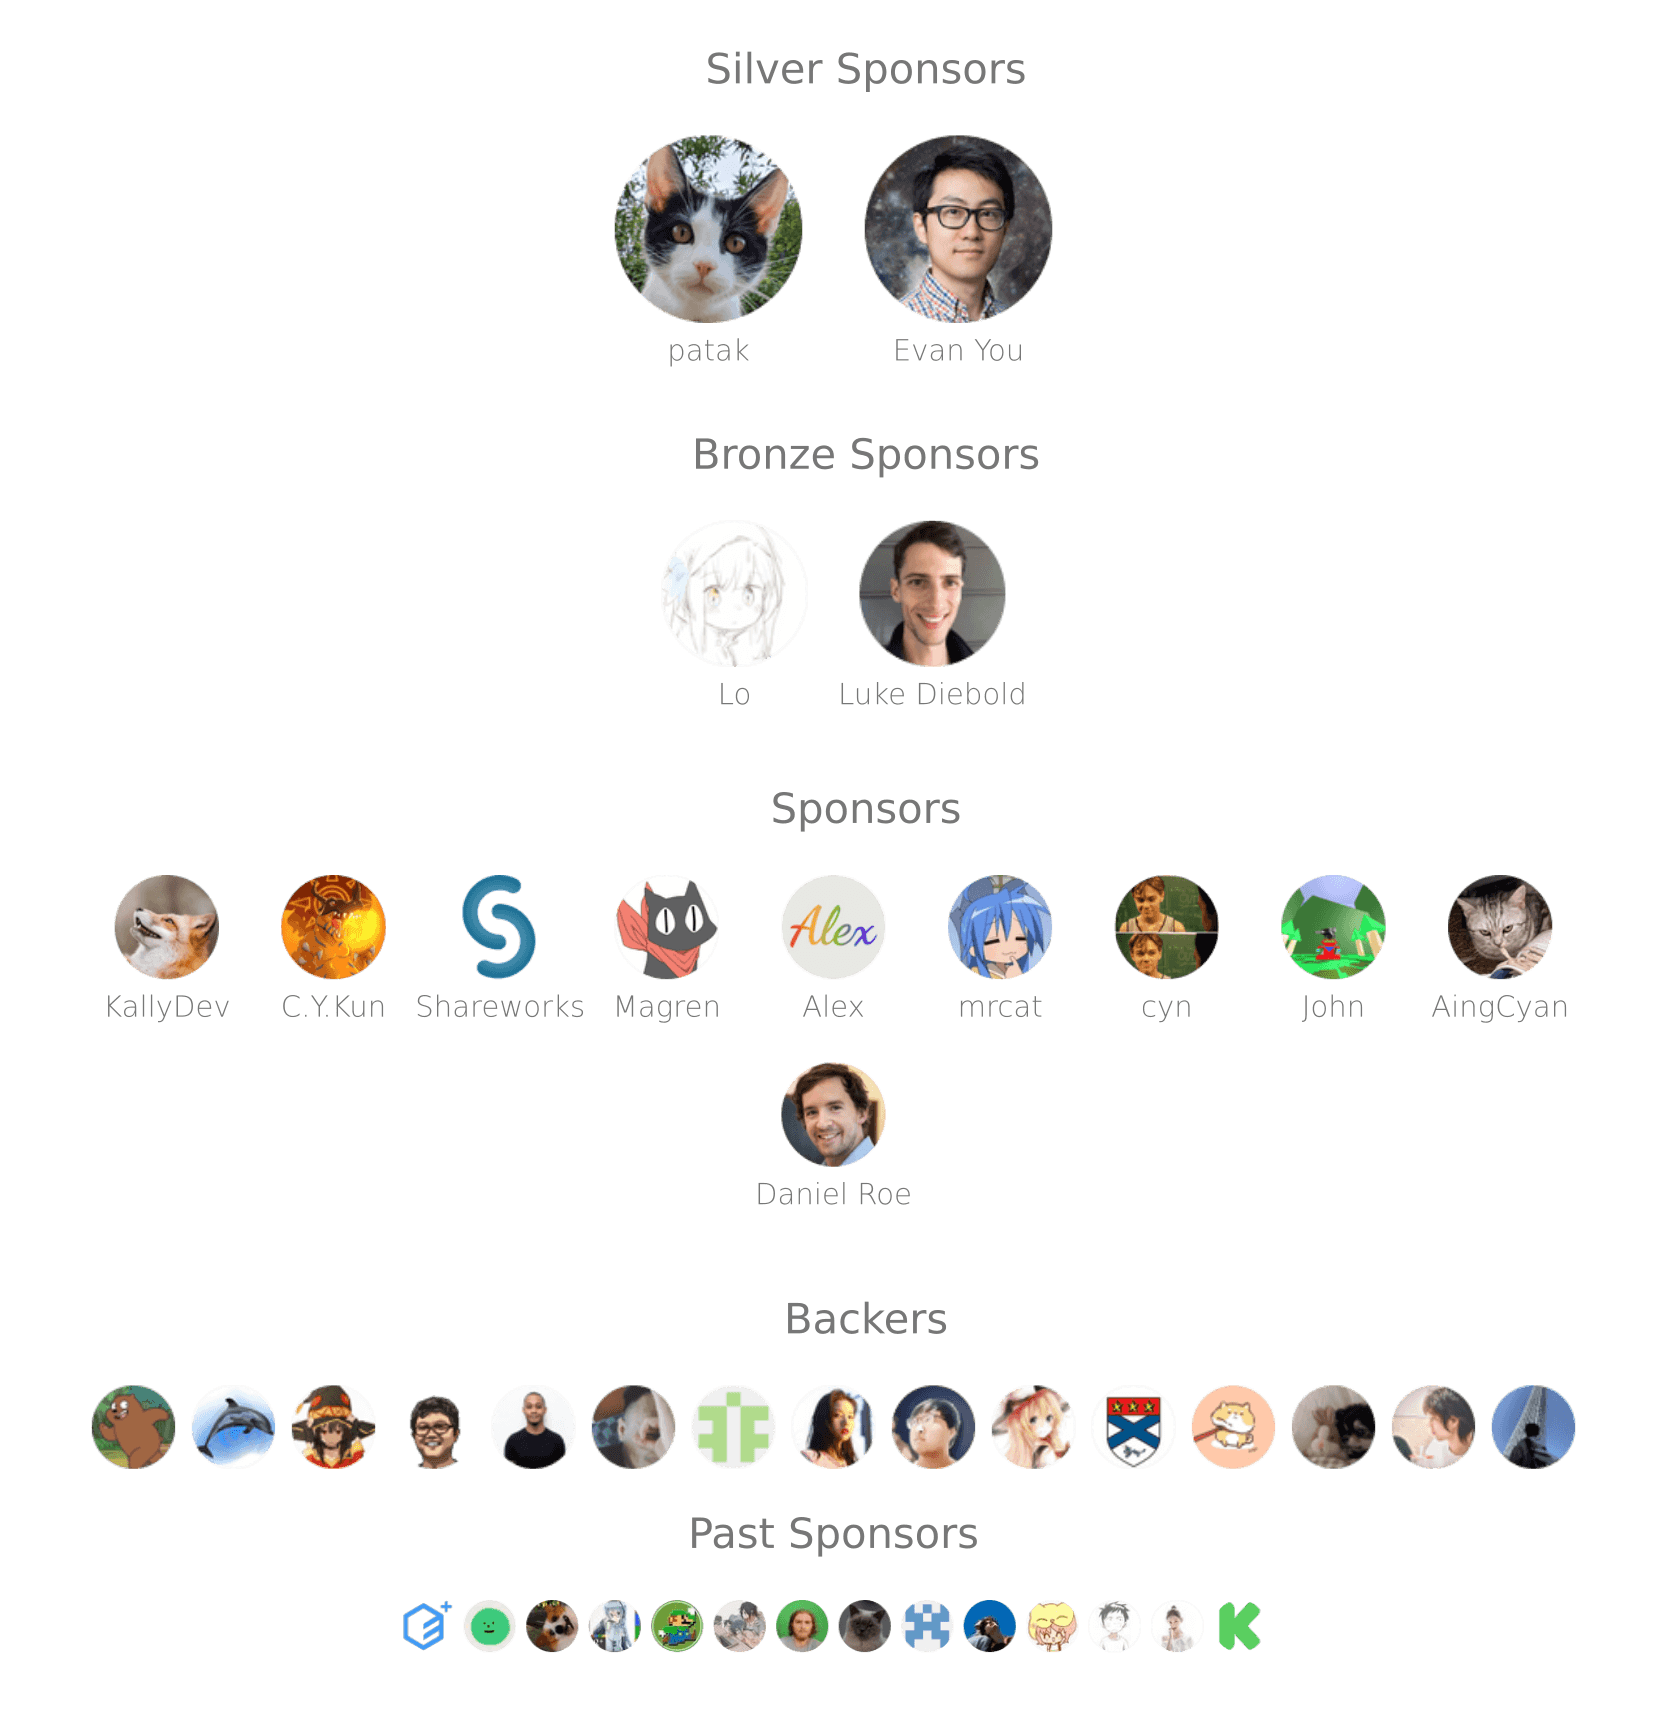 Silver Sponsors
patak Evan You
Bronze Sponsors
Lo Luke Diebold
Sponsors
Alex
KallyDev C.Y.Kun Shareworks Magren Alex mrcat cyn John AingCyan
Daniel Roe
Backers
Past Sponsors